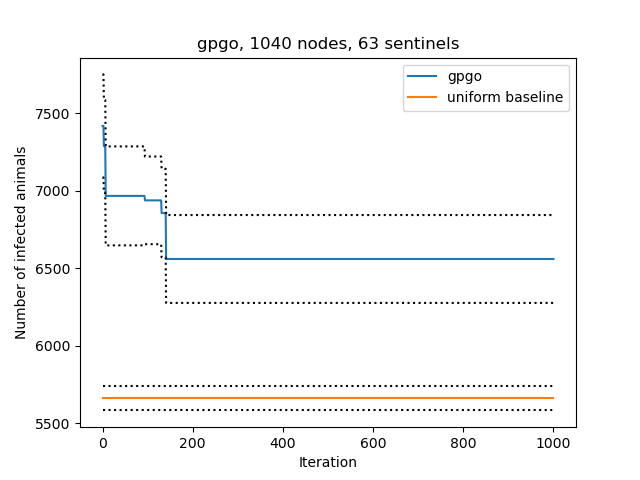 gpgo, 1040 nodes, 63 sentinels
gpgo
uniform baseline
Number of infected animals
7500
7000
6500
6000
5500
0 200 400 600 800 1000
Iteration